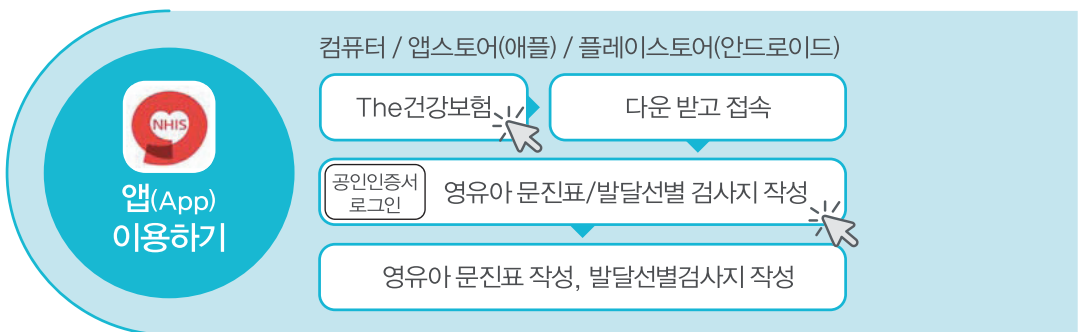 컴퓨터 / 앱스토어(애플) / 플레이스토어(안드로이드)
NHIS
앱(App)
이용하기
The건강보험
다운 받고 접속
공인인증서
로그인
영유아 문진표/발달선별 검사지 작성
영유아 문진표 작성, 발달선별검사지 작성